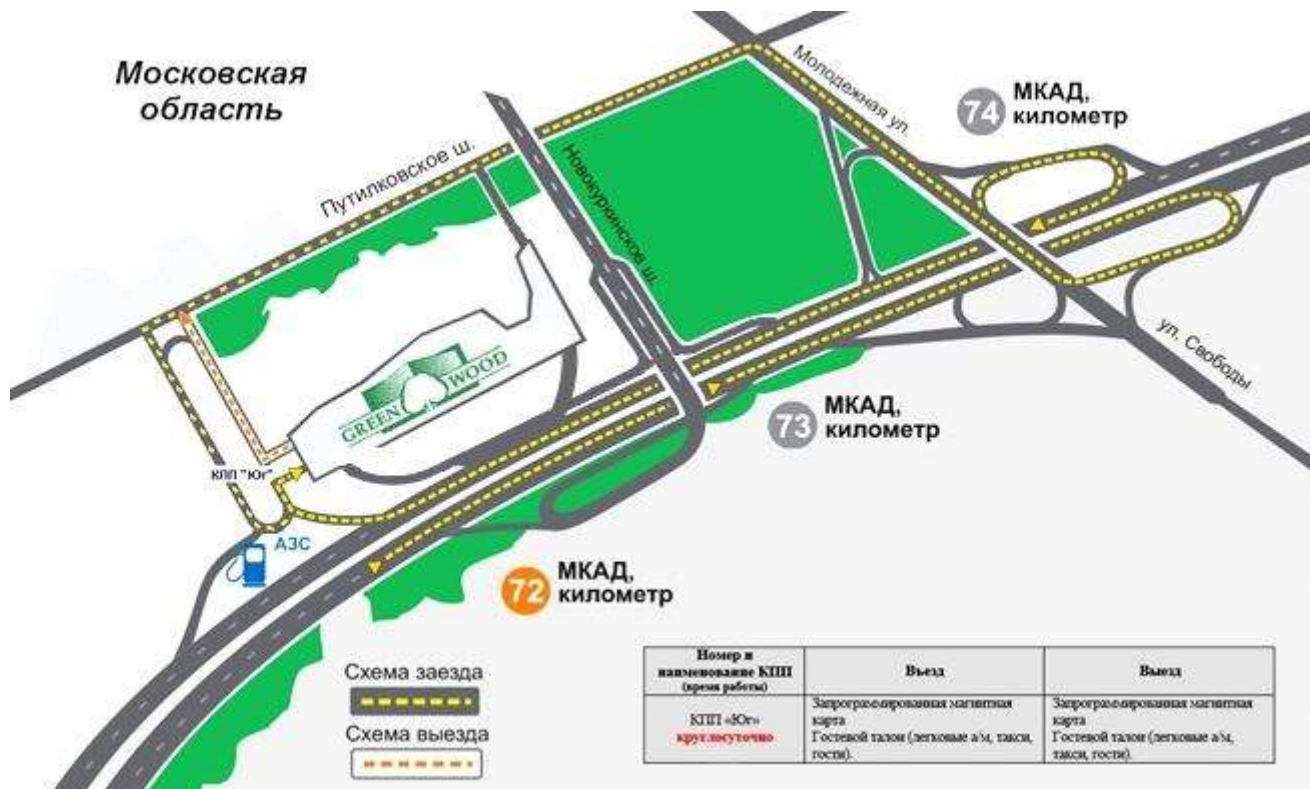 Московская
область
Путилковское ш.
Новокуркинское ш.
Молодежная ул.
74
МКАД,
километр
ул. Свободы
GREEN WOOD
КПП "Юг"
АЗС
73
МКАД,
километр
72
МКАД,
километр
Схема заезда
Схема выезда
Номер и
наименование КПП
(время работы)
Въезд
Выезд
КПП «Юг»
круглосуточно
Запрограммированная магнитная
карта
Гостевой талон (легковые а/м, такси,
гости).
Запрограммированная магнитная
карта
Гостевой талон (легковые а/м,
такси, гости).